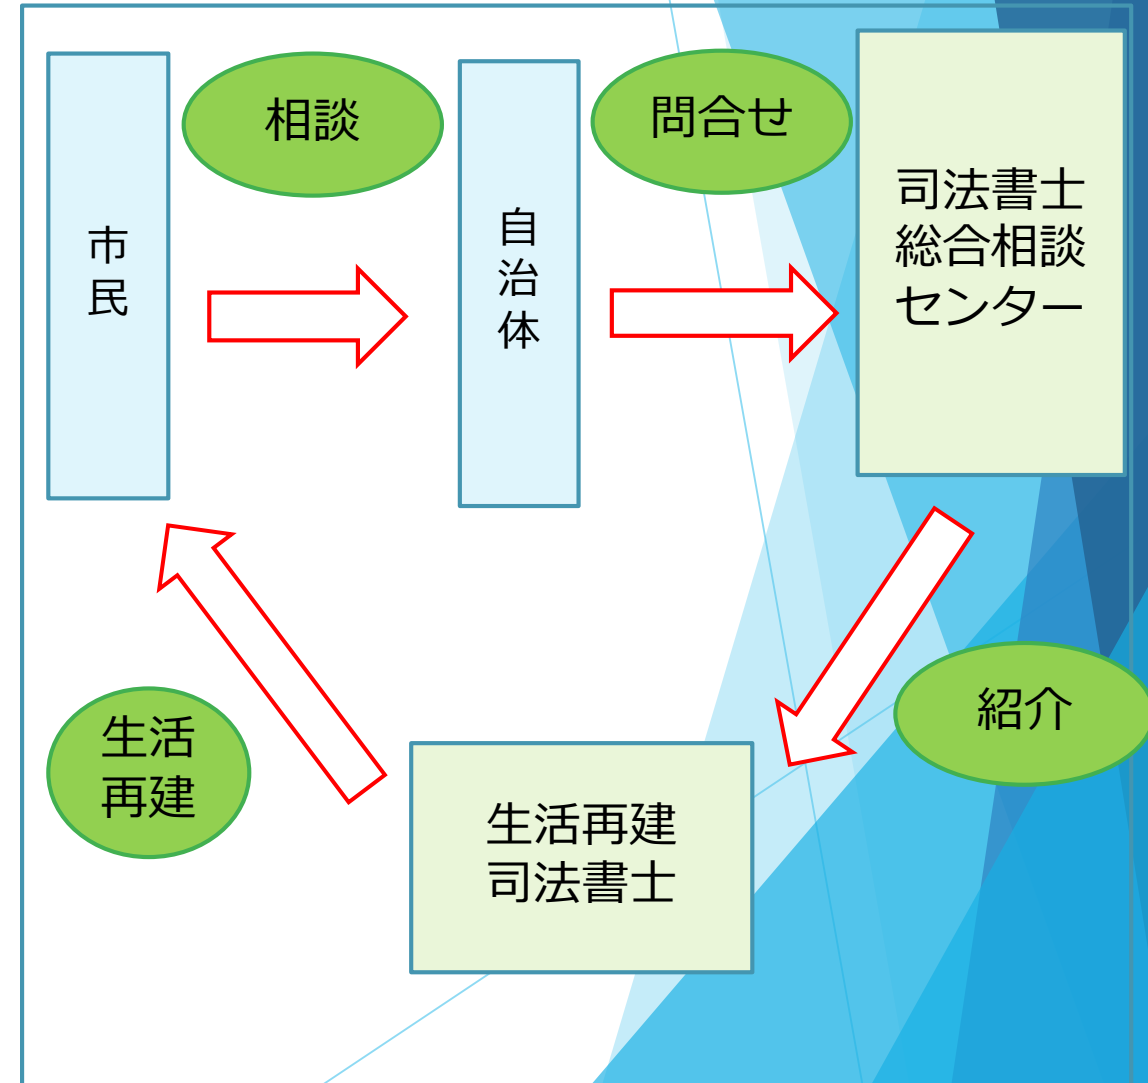 相談
問合せ
市民
自治体
司法書士
総合相談
センター
紹介
生活
再建
生活再建
司法書士